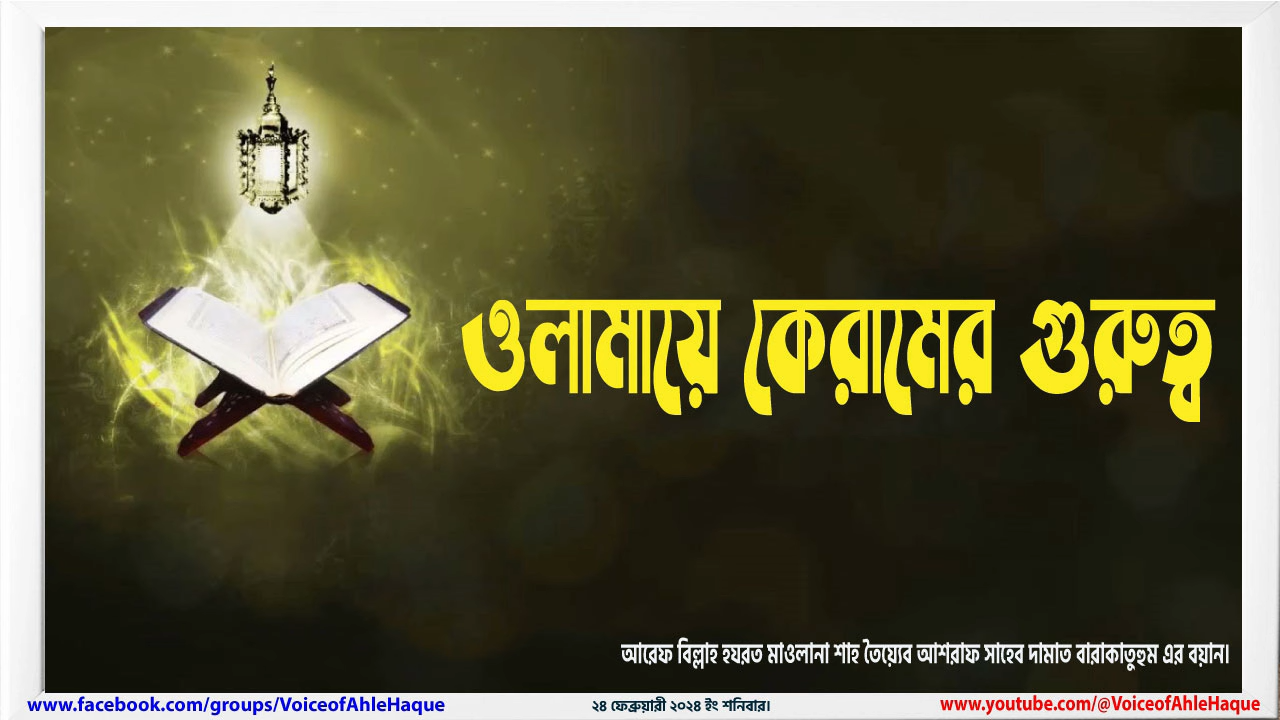 ওলামায়ে কেরামের গুরুত্ব
আরেফ বিল্লাহ হযরত মাওলানা শাহ তৈয়্যেব আশরাফ সাহেব দামাত বারাকাতুহুম এর বয়ান।
www.facebook.com/groups/VoiceofAhleHaque
২৪ ফেব্রুয়ারী ২০২৪ ইং শনিবার।
www.youtube.com/@VoiceofAhleHaque